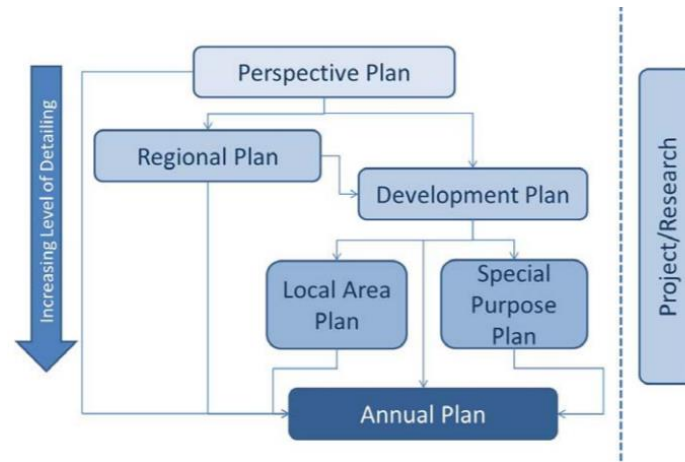 Perspective Plan
Regional Plan
Development Plan
Local Area
Plan
Special
Purpose
Plan
Annual Plan
Increasing Level of Detailing
Project/Research